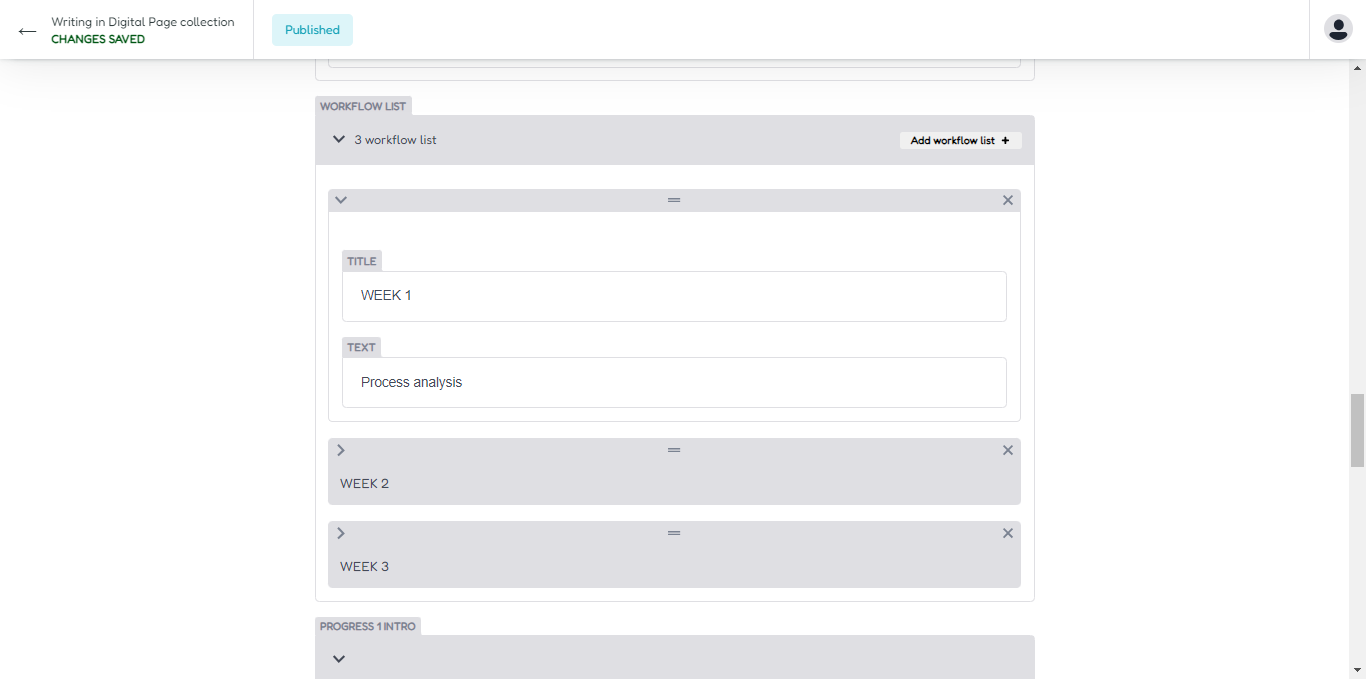 Writing in Digital Page collection
CHANGES SAVED
Published
WORKFLOW LIST
3 workflow list
Add workflow list +
TITLE
WEEK 1
TEXT
Process analysis
WEEK 2
WEEK 3
PROGRESS 1 INTRO